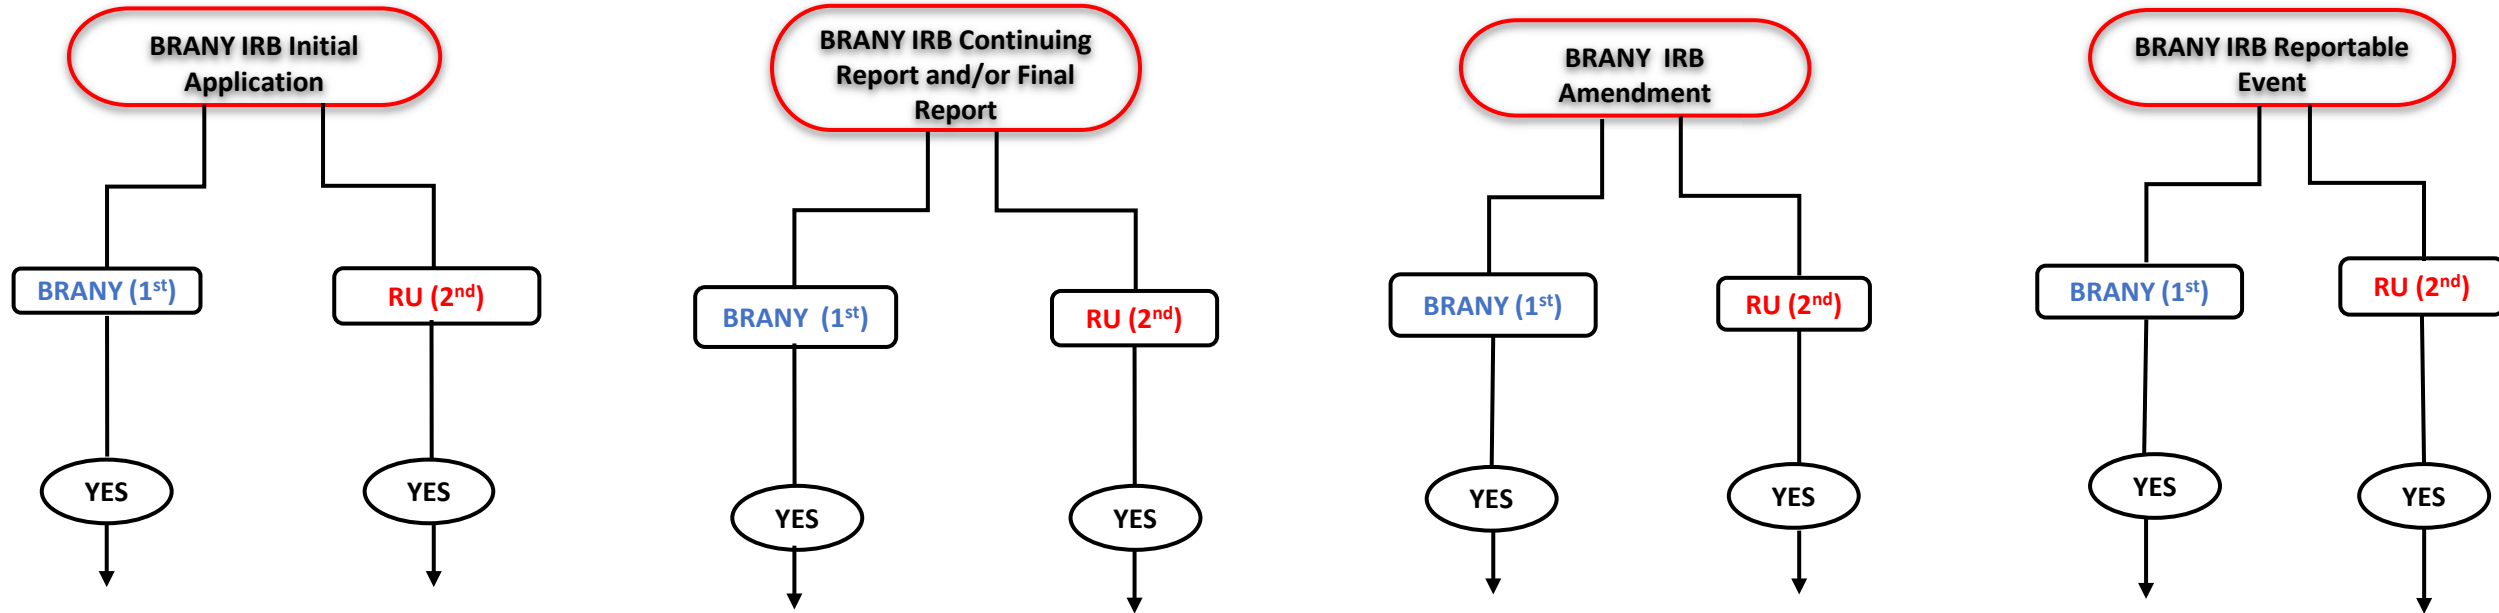 BRANY IRB Initial
Application
BRANY IRB Continuing
Report and/or Final
Report
BRANY IRB
Amendment
BRANY IRB Reportable
Event
BRANY (1st)
RU (2nd)
BRANY (1st)
RU (2nd)
BRANY (1st)
RU (2nd)
BRANY (1st)
RU (2nd)
YES
YES
YES
YES
YES
YES
YES
YES